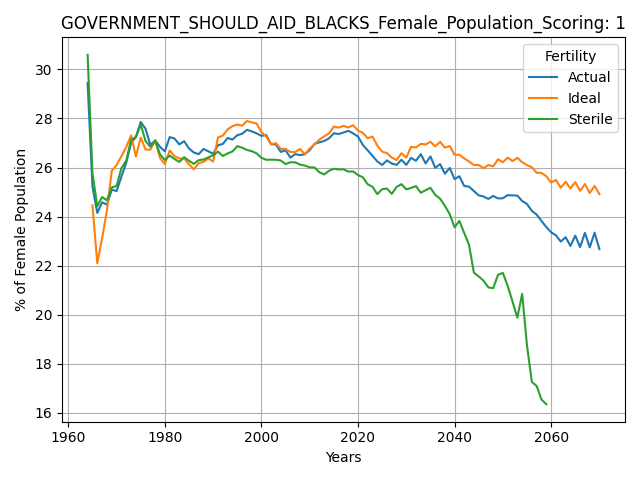 GOVERNMENT_SHOULD_AID_BLACKS_Female_Population_Scoring: 1
Fertility
Actual
Ideal
Sterile
% of Female Population
30
28
26
24
22
20
18
16
1960
1980
2000
2020
2040
2060
Years